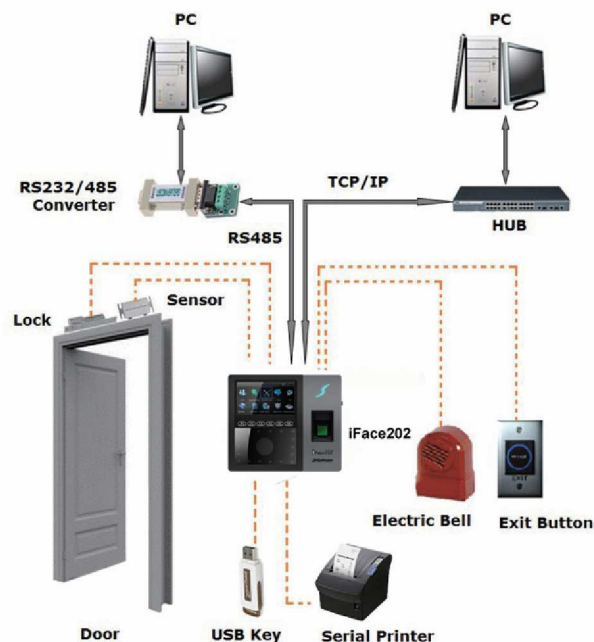 PC
PC
RS232/485
Converter
TCP/IP
HUB
RS485
Sensor
Lock
iFace202
Electric Bell
EXIT
Exit Button
Door
USB Key
Serial Printer